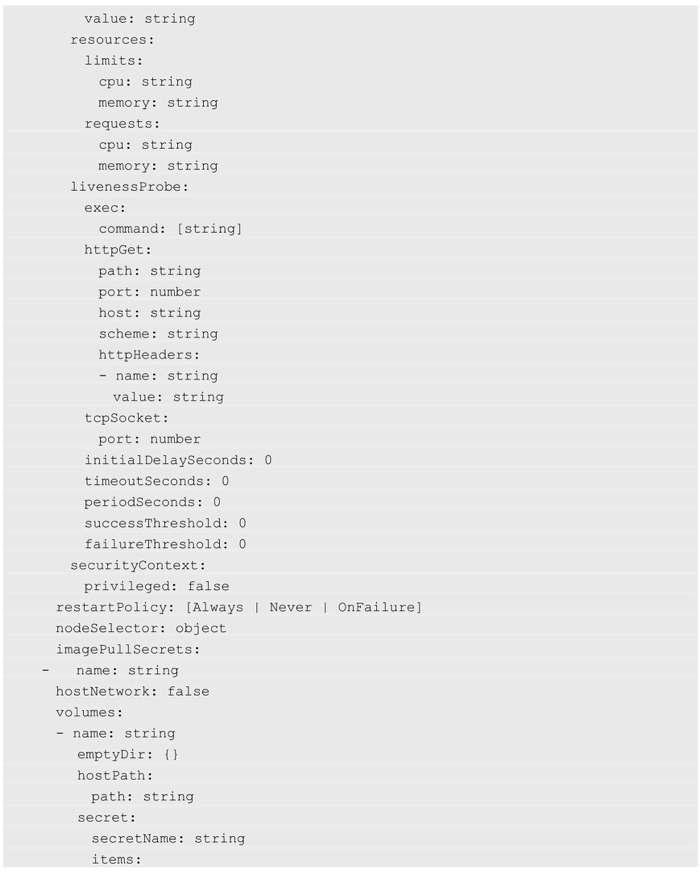 value: string
resources:
limits:
cpu: string
memory: string
requests:
cpu: string
memory: string
livenessProbe:
exec:
command: [string]
httpGet:
path: string
port: number
host: string
scheme: string
httpHeaders:
- name: string
value: string
tcpSocket:
port: number
initialDelaySeconds: 0
timeoutSeconds: 0
periodSeconds: 0
successThreshold: 0
failureThreshold: 0
securityContext:
privileged: false
restartPolicy: [Always | Never | OnFailure]
nodeSelector: object
imagePullSecrets:
- name: string
hostNetwork: false
volumes:
- name: string
emptyDir: {}
hostPath:
path: string
secret:
secretName: string
items: